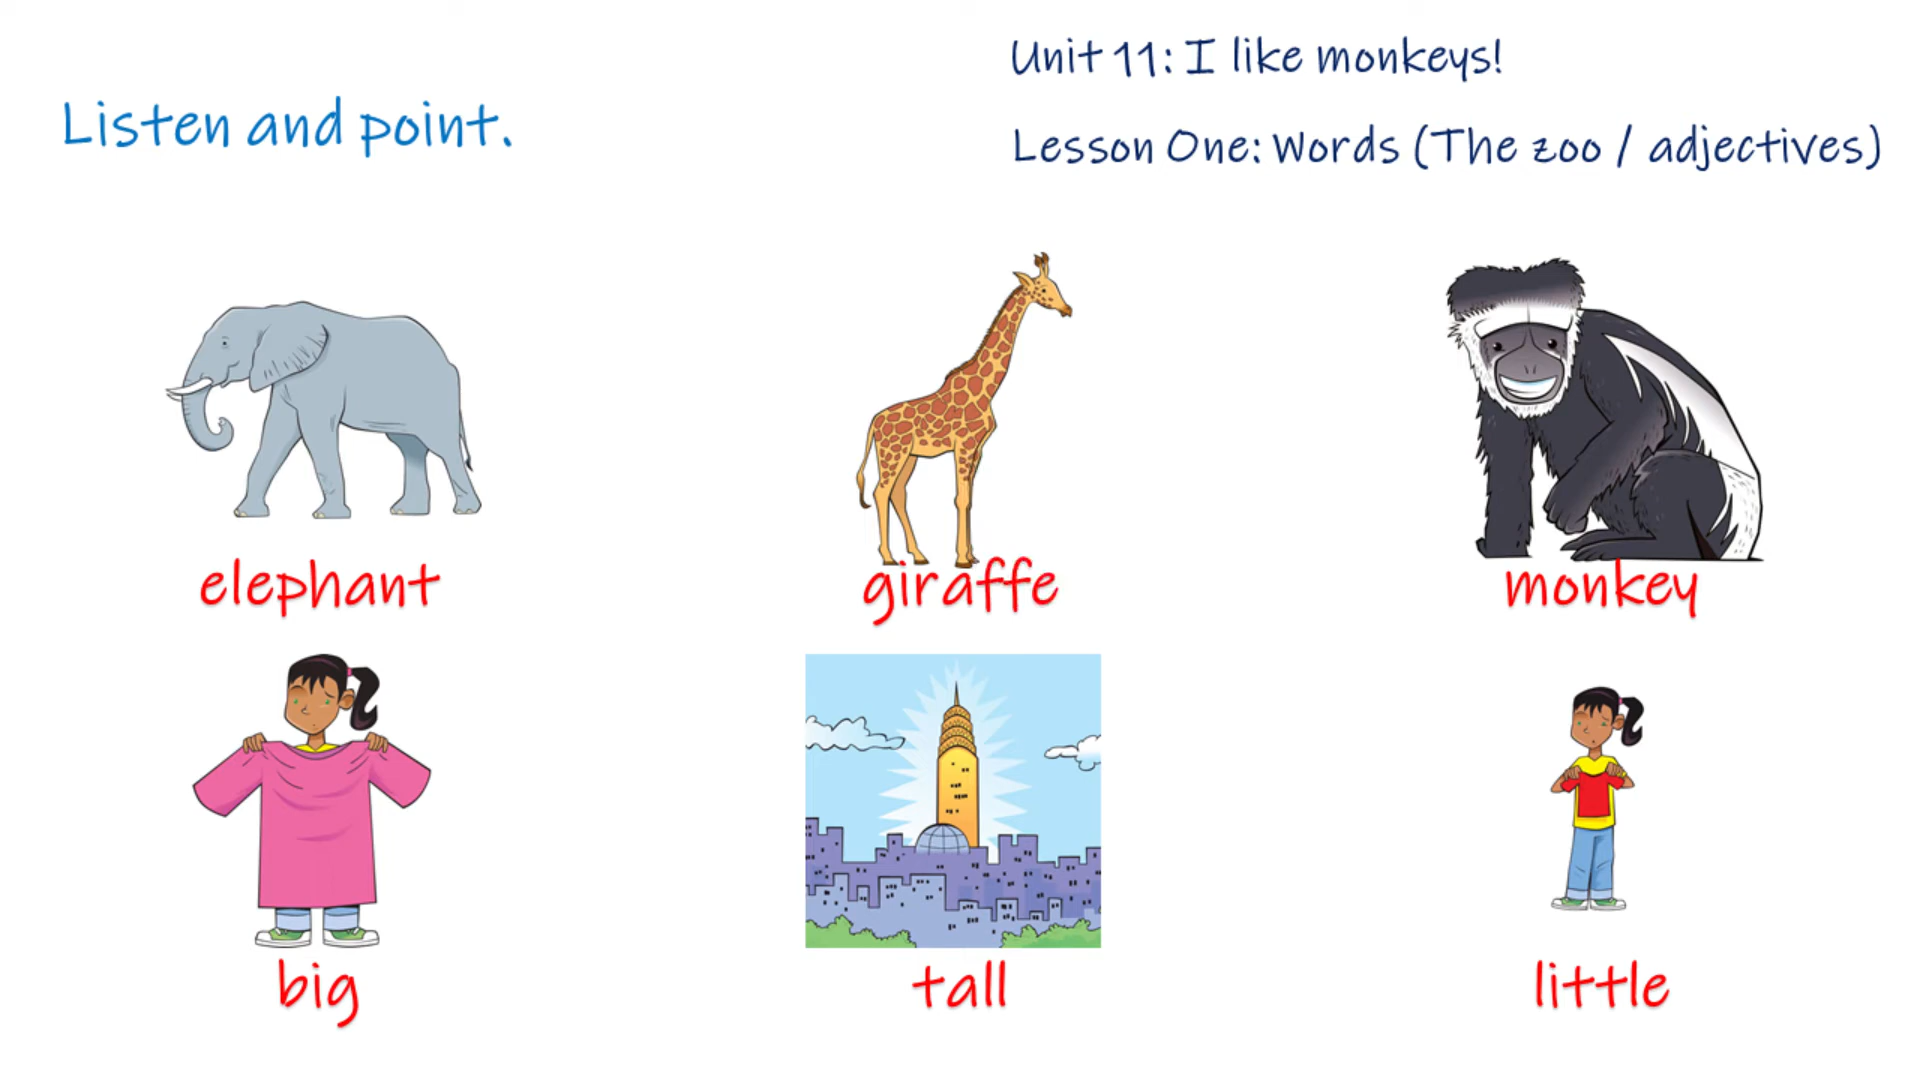 Unit 11: I like monkeys!
Listen and point.
Lesson One: Words (The zoo / adjectives)
elephant
giraffe
monkey
big
tall
little